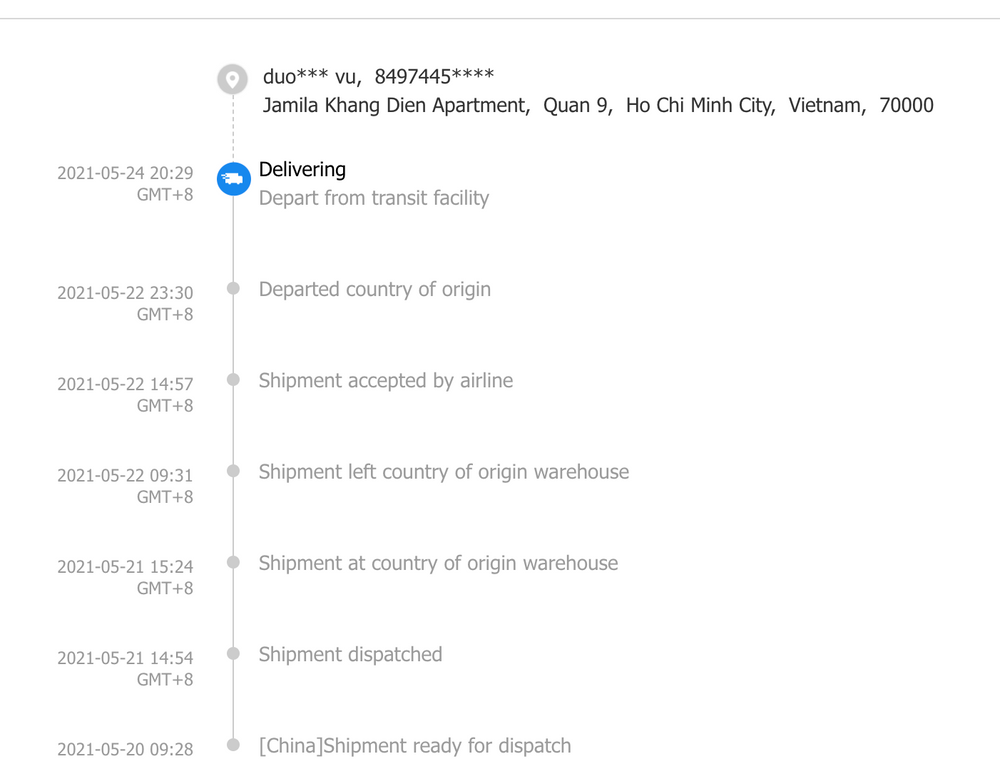 duo*** vu, 8497445****
Jamila Khang Dien Apartment, Quan 9, Ho Chi Minh City, Vietnam, 70000
2021-05-24 20:29
GMT+8
Delivering
Depart from transit facility
2021-05-22 23:30
GMT+8
Departed country of origin
2021-05-22 14:57
GMT+8
Shipment accepted by airline
2021-05-22 09:31
GMT+8
Shipment left country of origin warehouse
2021-05-21 15:24
GMT+8
Shipment at country of origin warehouse
2021-05-21 14:54
GMT+8
Shipment dispatched
2021-05-20 09:28
[China]Shipment ready for dispatch